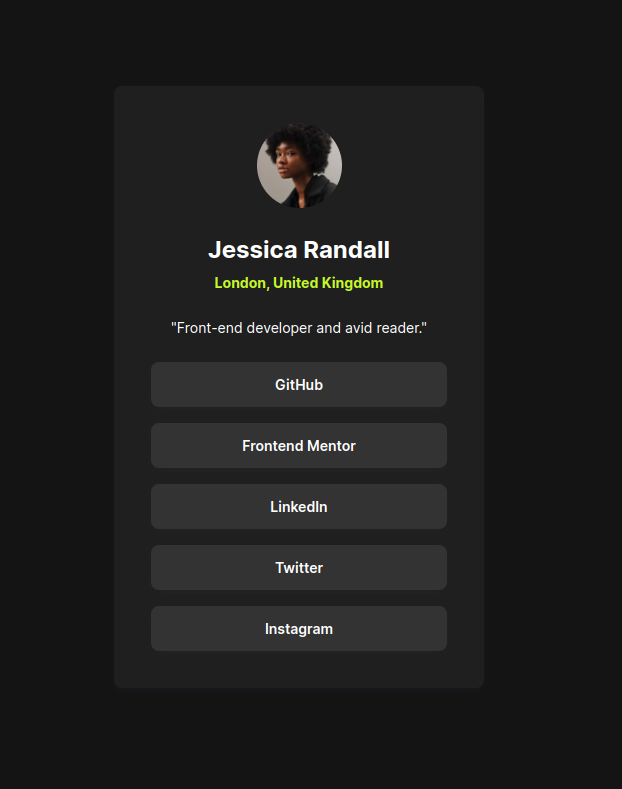 Jessica Randall
London, United Kingdom
"Front-end developer and avid reader."
GitHub
Frontend Mentor
LinkedIn
Twitter
Instagram